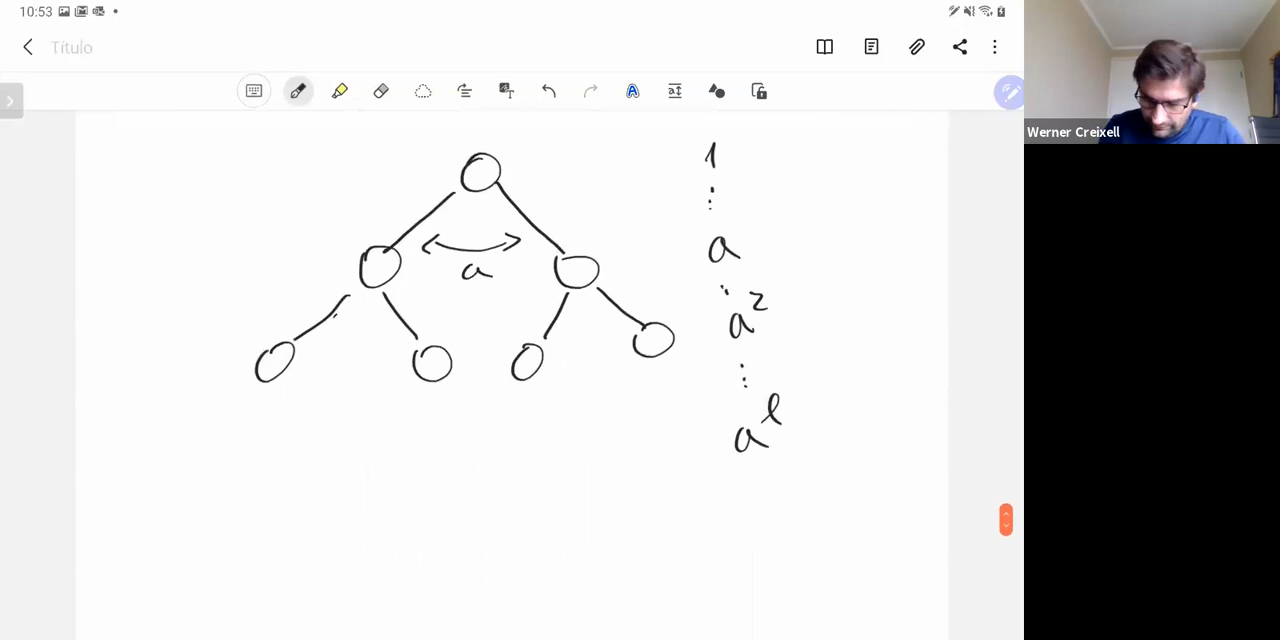 10:53
Título
Werner Creixell
1
⋮
a
a
⋮
a²
⋮
aˡ